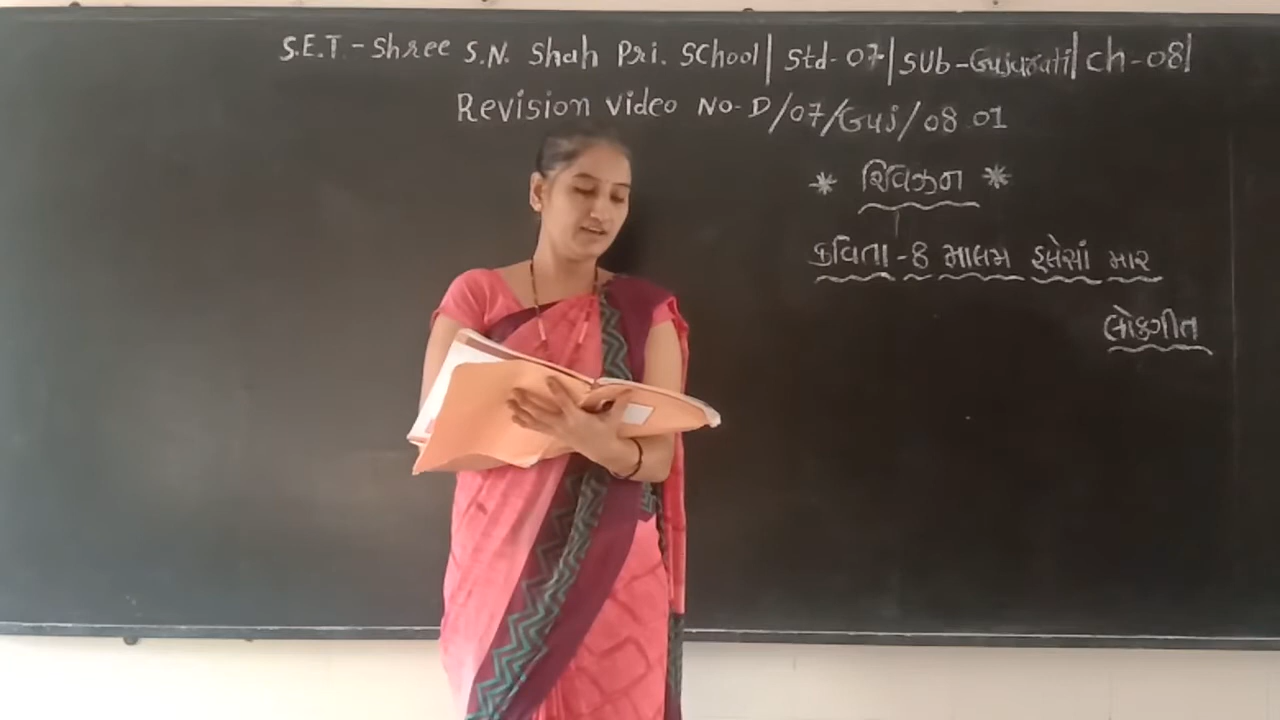 S.E.T. - Shree S.N. Shah Pri. School | Std - 07 | Sub - Gujarati | Ch - 08 |
Revision Video No - D/07/Guj/08.01
* રિવિઝન *
કવિતા - 8 માલમ હલેસાં માર
લોકગીત